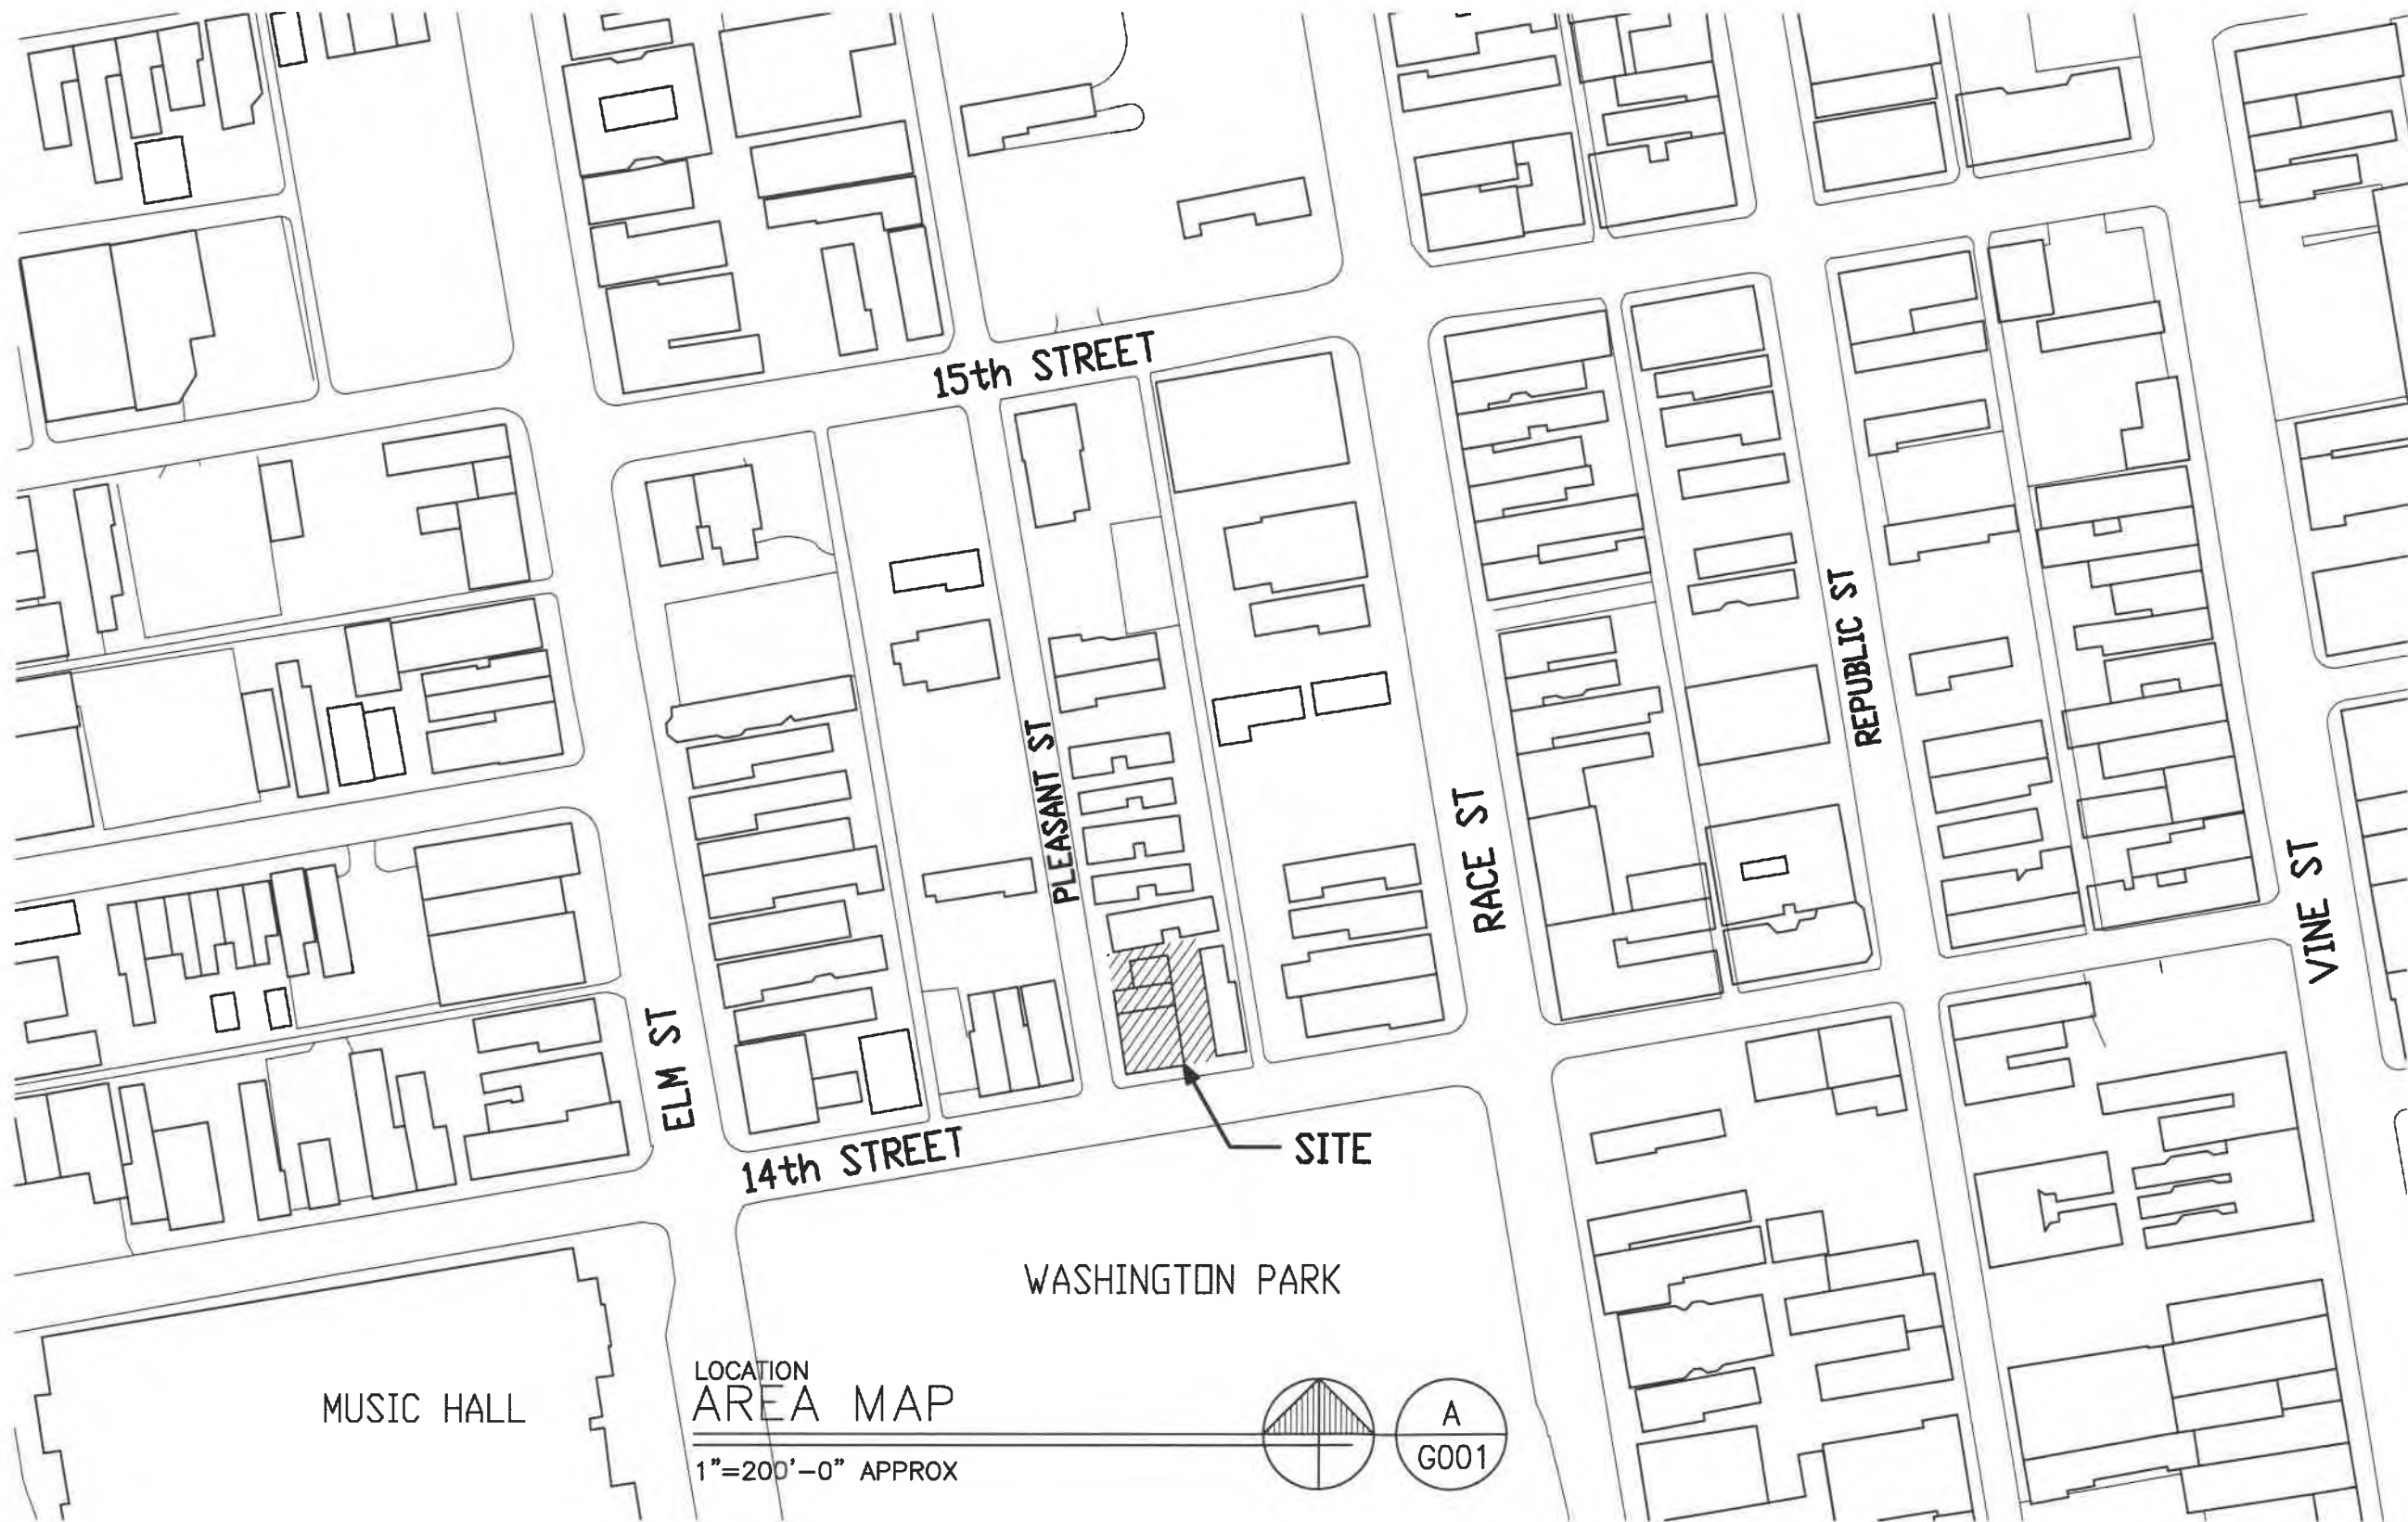 15th STREET
REPUBLIC ST
PLEASANT ST
RACE ST
VINE ST
ELM ST
14th STREET
SITE
WASHINGTON PARK
MUSIC HALL
LOCATION
AREA MAP
1"=200'-0" APPROX
A
G001